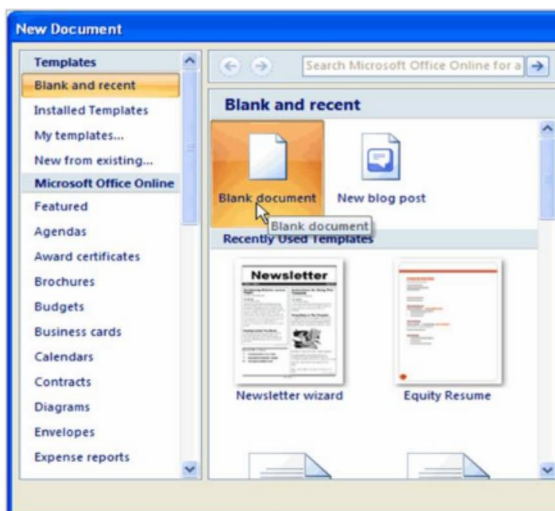 New Document
Templates
Blank and recent
Installed Templates
My templates...
New from existing...
Microsoft Office Online
Featured
Agendas
Award certificates
Brochures
Budgets
Business cards
Calendars
Contracts
Diagrams
Envelopes
Expense reports
Search Microsoft Office Online for a
Blank and recent
Blank document
New blog post
Blank document
Recently Used Templates
Newsletter
Newsletter wizard
Equity Resume